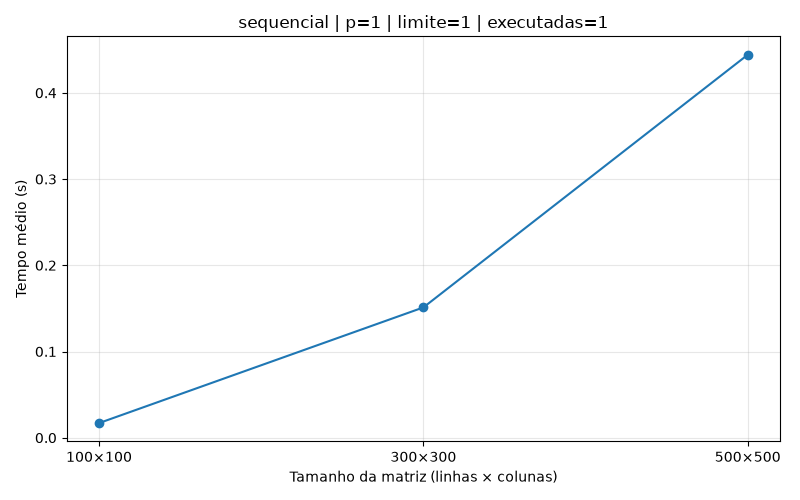 sequencial | p=1 | limite=1 | executadas=1
Tempo médio (s)
0.4
0.3
0.2
0.1
0.0
100×100
300×300
500×500
Tamanho da matriz (linhas × colunas)